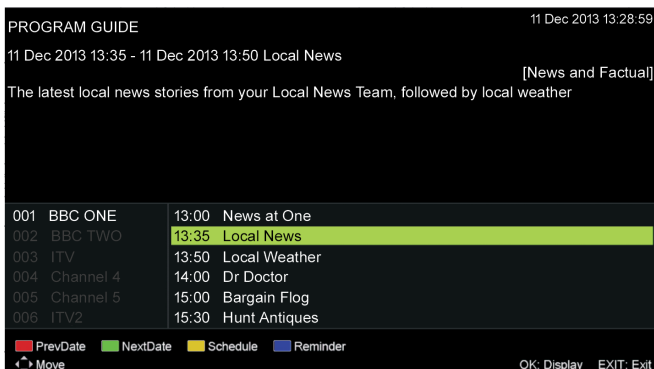 PROGRAM GUIDE 11 Dec 2013 13:28:59
11 Dec 2013 13:35 - 11 Dec 2013 13:50 Local News
[News and Factual]
The latest local news stories from your Local News Team, followed by local weather
001 BBC ONE 13:00 News at One
002 BBC TWO 13:35 Local News
003 ITV 13:50 Local Weather
004 Channel 4 14:00 Dr Doctor
005 Channel 5 15:00 Bargain Flog
006 ITV2 15:30 Hunt Antiques
PrevDate NextDate Schedule Reminder
Move OK: Display EXIT: Exit